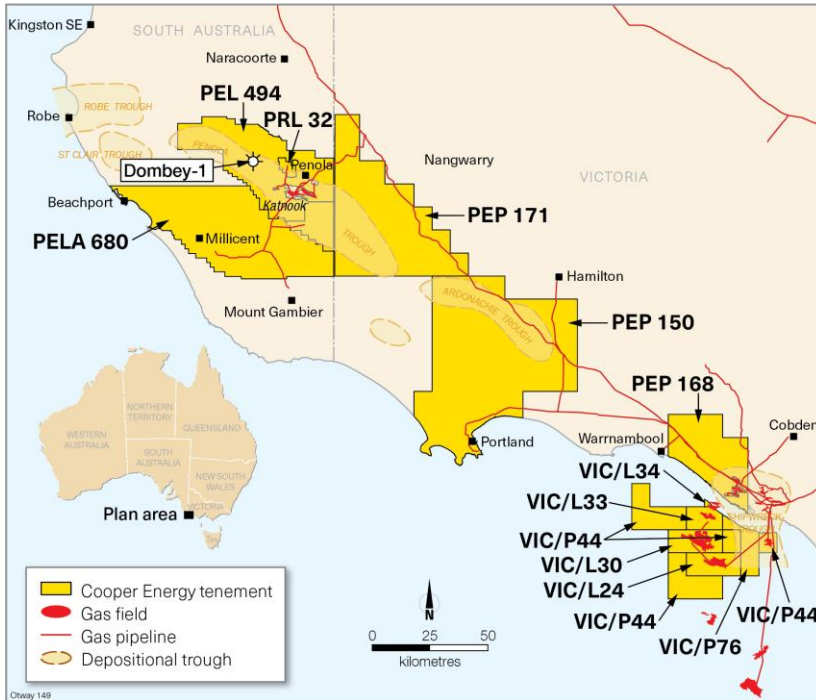 Kingston SE
SOUTH AUSTRALIA
Naracoorte
PEL 494
ROBE TROUGH
PRL 32
Robe
ST CLAIR TROUGH
PENOLA
Dombey-1
Penola
Nangwarry
VICTORIA
Beachport
Katnook
PEP 171
PELA 680
Millicent
TROUGH
Hamilton
Mount Gambier
ARDONACHIE TROUGH
PEP 150
PEP 168
NORTHERN
TERRITORY
QUEENSLAND
WESTERN
AUSTRALIA
SOUTH
AUSTRALIA
NEW SOUTH
WALES
VICTORIA
TAS
Plan area
Portland
Warrnambool
Cobden
VIC/L34
VIC/L33
SHIPWRECK
TROUGH
VIC/P44
VIC/L30
VIC/L24
VIC/P44
VIC/P44
VIC/P76
Cooper Energy tenement
Gas field
Gas pipeline
Depositional trough
N
0 25 50
kilometres
Otway 149